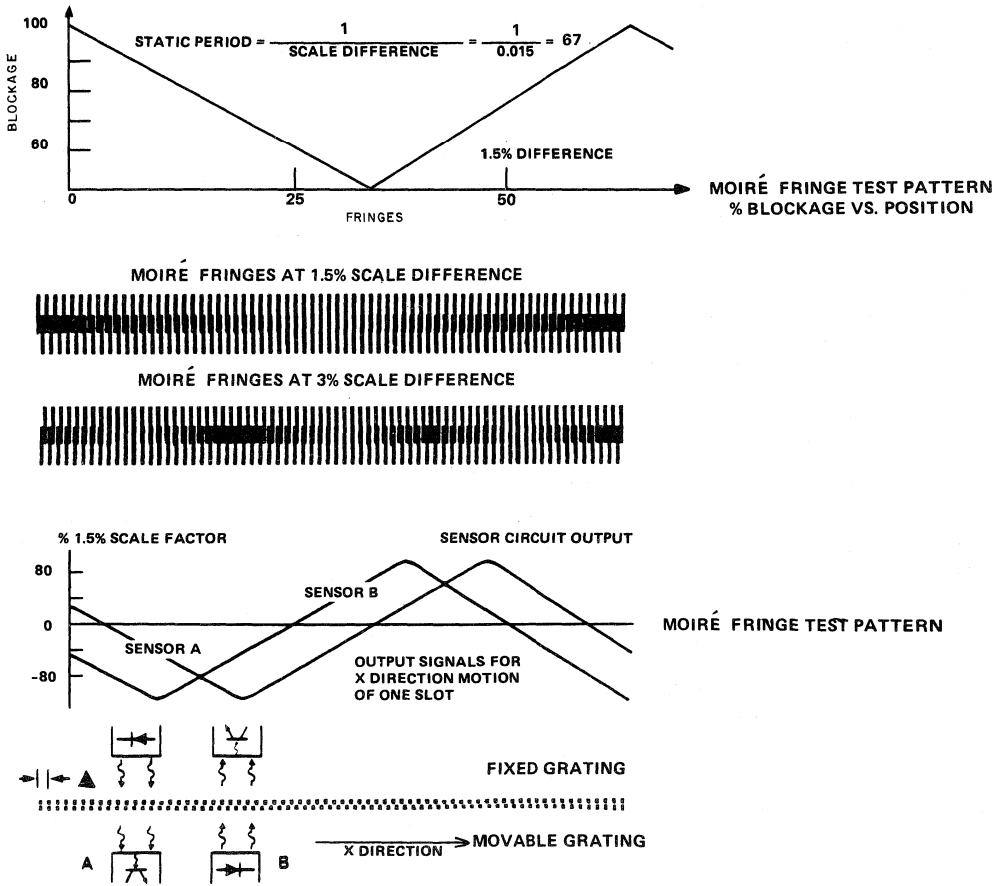 100
80
60
BLOCKAGE
STATIC PERIOD = 1 / SCALE DIFFERENCE = 1 / 0.015 = 67
1.5% DIFFERENCE
0
25
50
FRINGES
MOIRÉ FRINGE TEST PATTERN
% BLOCKAGE VS. POSITION
MOIRÉ FRINGES AT 1.5% SCALE DIFFERENCE
MOIRÉ FRINGES AT 3% SCALE DIFFERENCE
% 1.5% SCALE FACTOR
SENSOR CIRCUIT OUTPUT
80
0
-80
SENSOR B
SENSOR A
MOIRÉ FRINGE TEST PATTERN
OUTPUT SIGNALS FOR
X DIRECTION MOTION
OF ONE SLOT
FIXED GRATING
A
B
X DIRECTION
MOVABLE GRATING